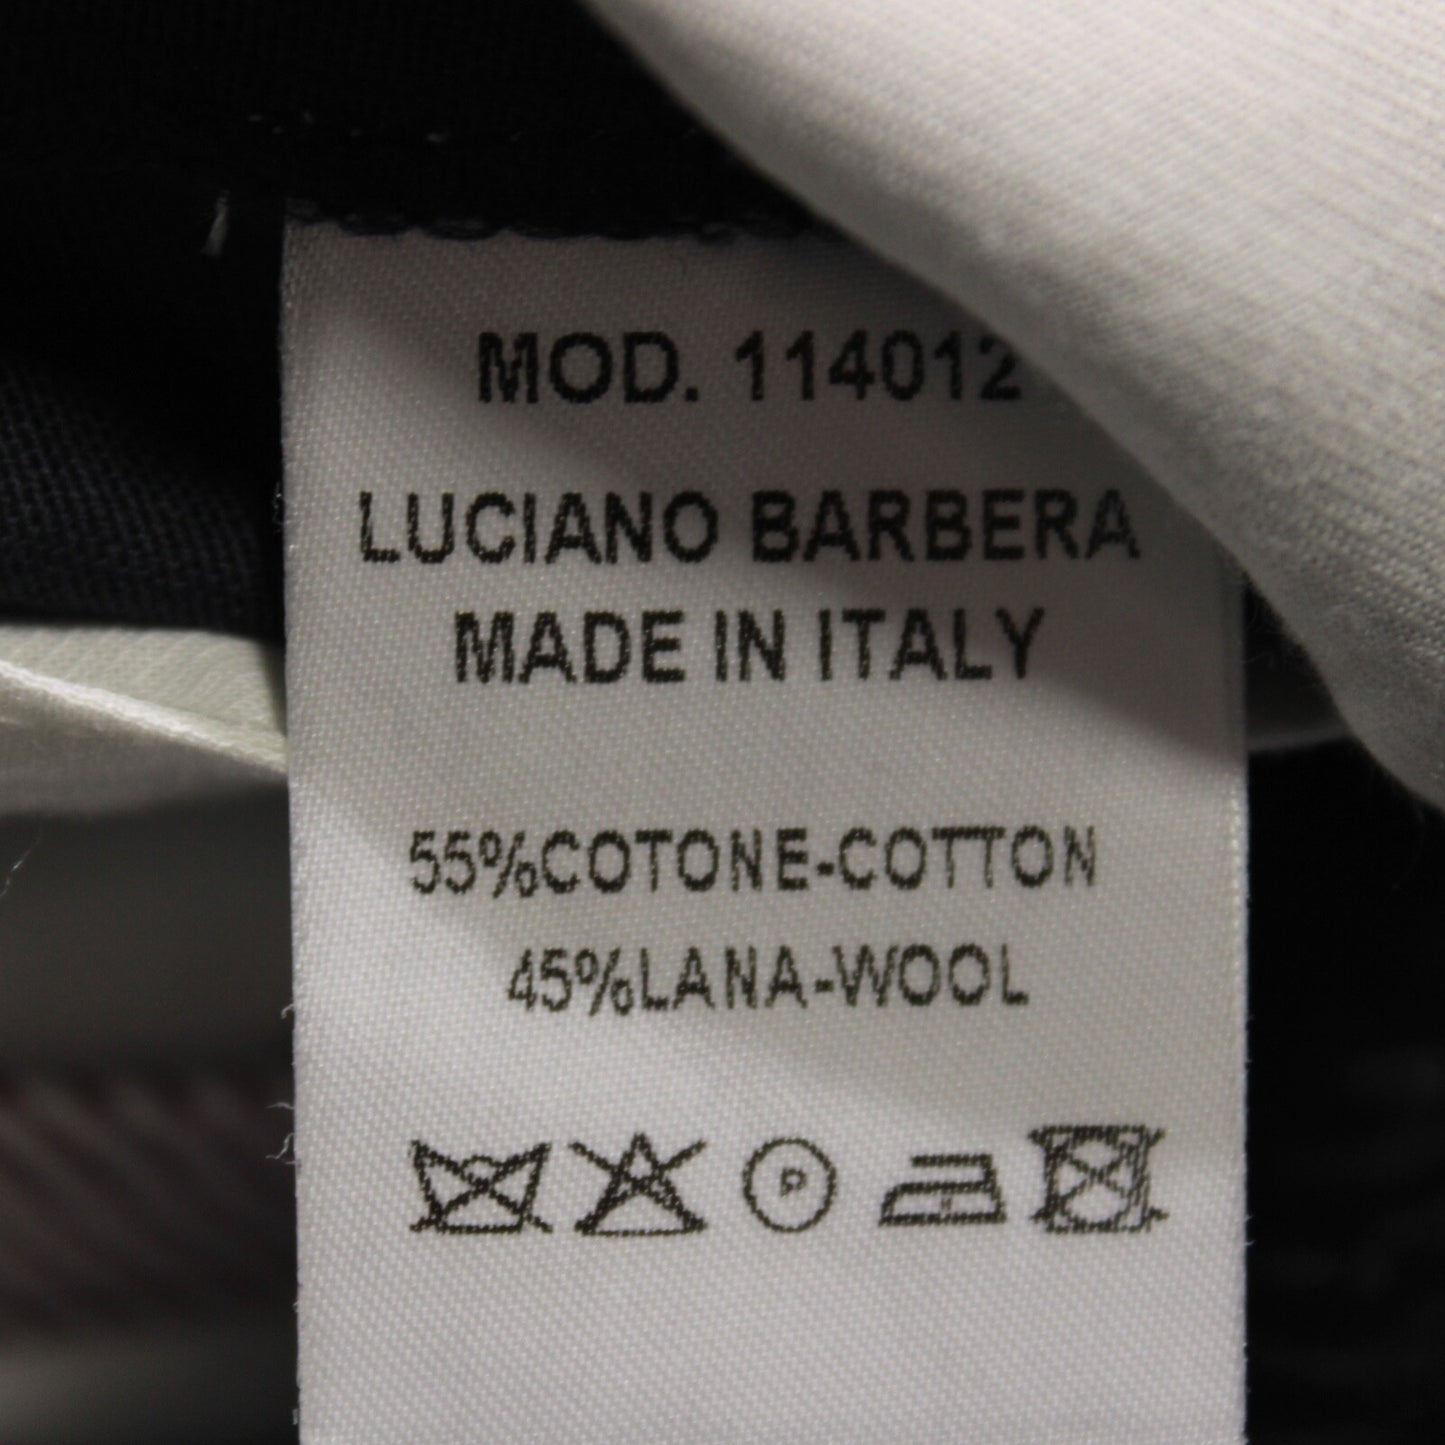 MOD. 114012
LUCIANO BARBERA
MADE IN ITALY
55%COTONE-COTTON
45%LANA-WOOL
P